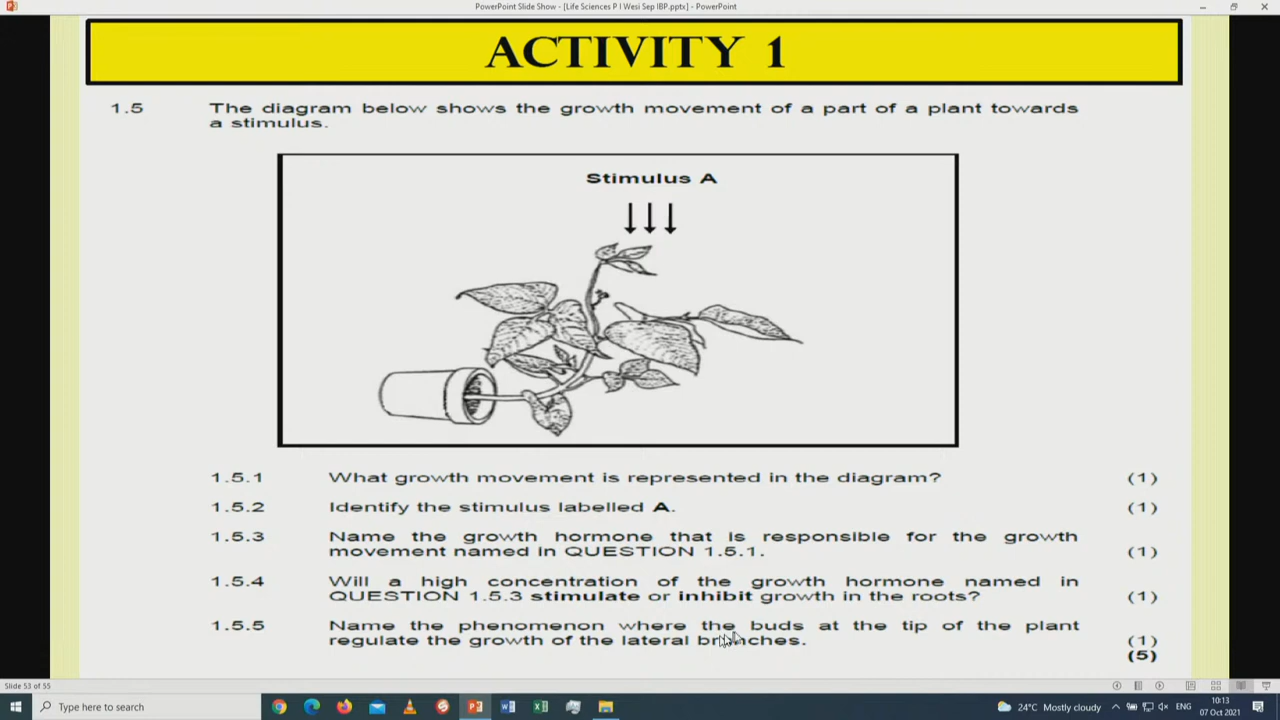 PowerPoint Slide Show - [Life Sciences P I Wesi Sep IBP.pptx] - PowerPoint
ACTIVITY 1
1.5 The diagram below shows the growth movement of a part of a plant towards
a stimulus.
Stimulus A
1.5.1 What growth movement is represented in the diagram? (1)
1.5.2 Identify the stimulus labelled A. (1)
1.5.3 Name the growth hormone that is responsible for the growth
movement named in QUESTION 1.5.1. (1)
1.5.4 Will a high concentration of the growth hormone named in
QUESTION 1.5.3 stimulate or inhibit growth in the roots? (1)
1.5.5 Name the phenomenon where the buds at the tip of the plant
regulate the growth of the lateral branches. (1)
(5)
Slide 53 of 55
Type here to search
24°C Mostly cloudy
ENG
10:13
07 Oct 2021